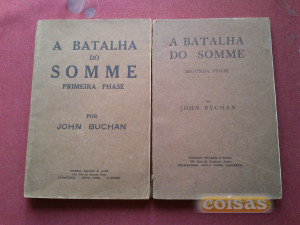 A BATALHA
DO
SOMME
PRIMEIRA PHASE
POR
JOHN BUCHAN
A BATALHA
DO SOMME
SEGUNDA PHASE
POR
JOHN BUCHAN
coisas